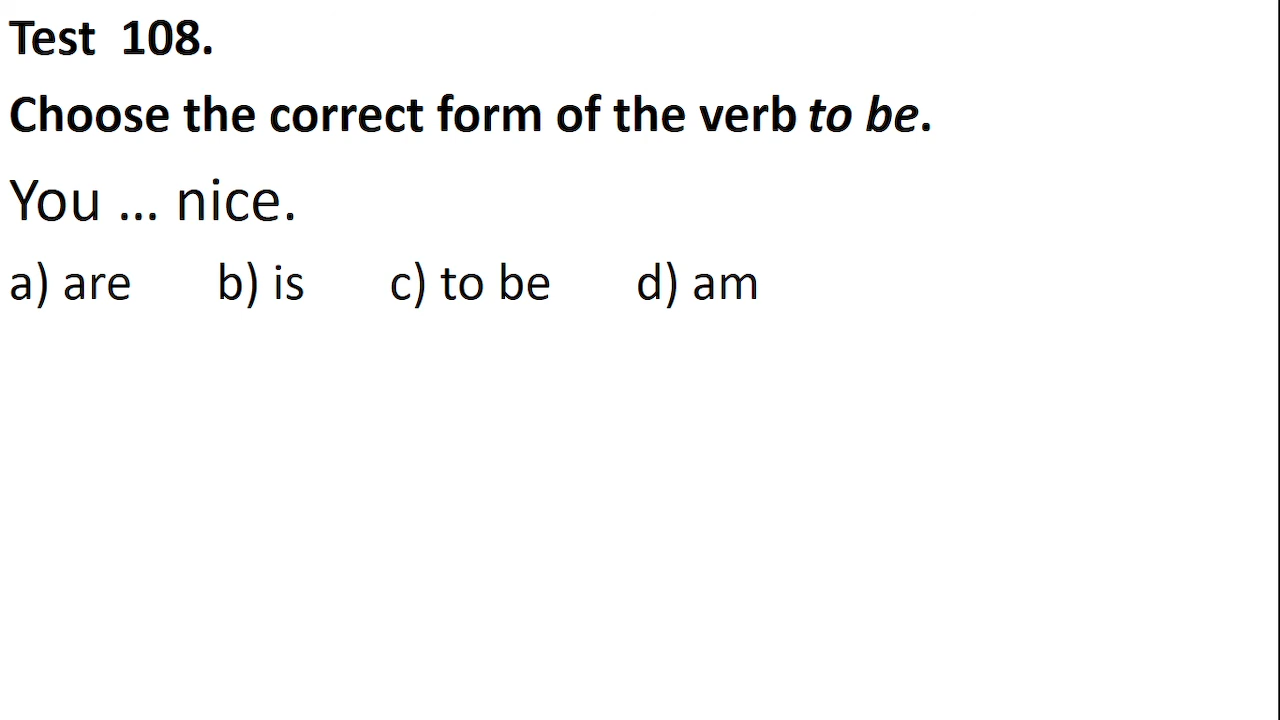 Test  108.
Choose the correct form of the verb to be.
You ... nice.
a) are b) is c) to be d) am